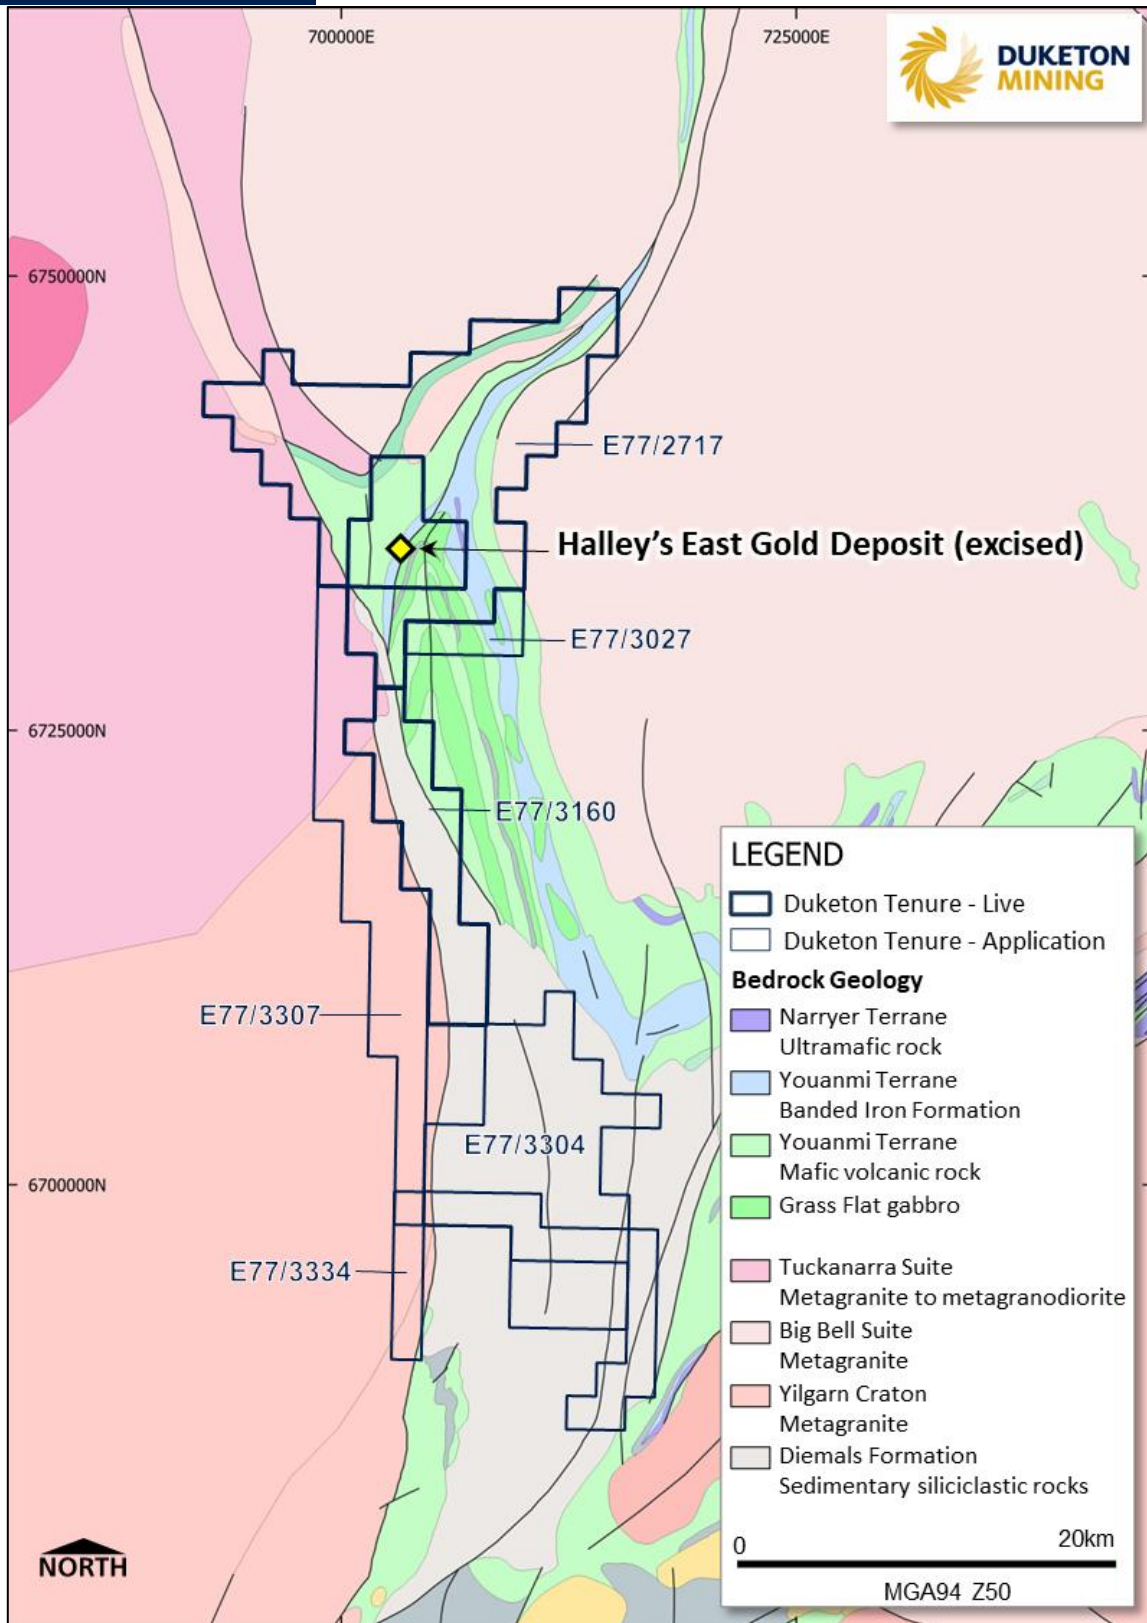 700000E
725000E
DUKETON
MINING
6750000N
E77/2717
Halley's East Gold Deposit (excised)
E77/3027
6725000N
E77/3160
LEGEND
Duketon Tenure - Live
Duketon Tenure - Application
Bedrock Geology
Narryer Terrane
Ultramafic rock
Youanmi Terrane
Banded Iron Formation
Youanmi Terrane
Mafic volcanic rock
Grass Flat gabbro
Tuckanarra Suite
Metagranite to metagranodiorite
Big Bell Suite
Metagranite
Yilgarn Craton
Metagranite
Diemals Formation
Sedimentary siliciclastic rocks
0 20km
MGA94 Z50
E77/3307
E77/3304
6700000N
E77/3334
NORTH